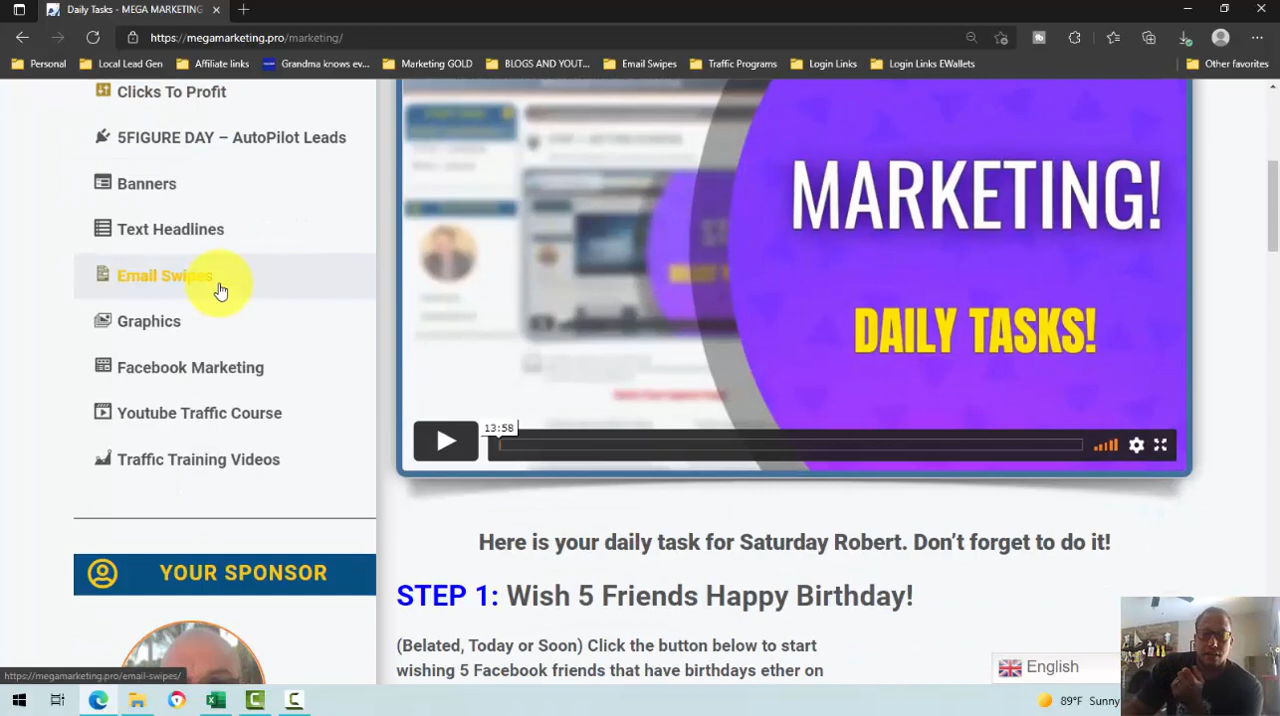 Daily Tasks - MEGA MARKETING
https://megamarketing.pro/marketing/
Personal
Local Lead Gen
Affiliate links
Grandma knows ev...
Marketing GOLD
BLOGS AND YOUT...
Email Swipes
Traffic Programs
Login Links
Login Links EWallets
Other favorites
Clicks To Profit
5FIGURE DAY – AutoPilot Leads
Banners
Text Headlines
Email Swipes
Graphics
Facebook Marketing
Youtube Traffic Course
Traffic Training Videos
YOUR SPONSOR
MARKETING!
DAILY TASKS!
13:58
Here is your daily task for Saturday Robert. Don’t forget to do it!
STEP 1: Wish 5 Friends Happy Birthday!
(Belated, Today or Soon) Click the button below to start
wishing 5 Facebook friends that have birthdays ether on
https://megamarketing.pro/email-swipes/
English
89°F Sunny